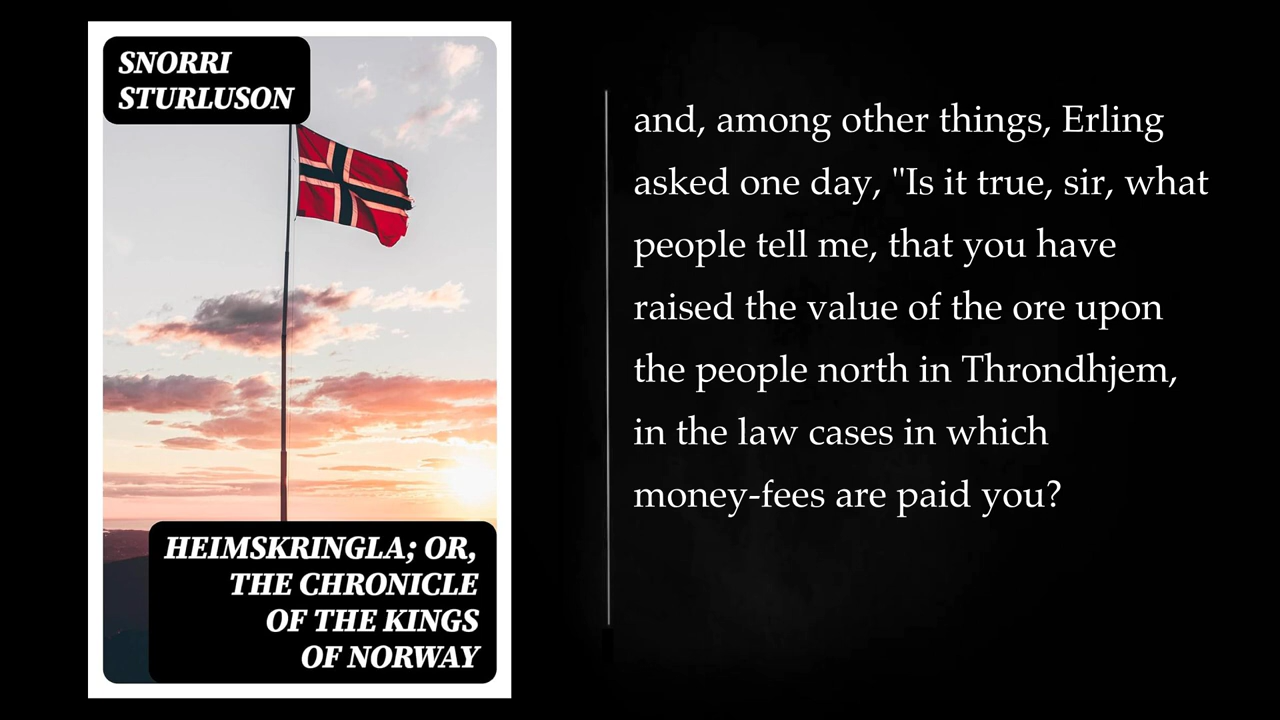 SNORRI
STURLUSON
HEIMSKRINGLA; OR,
THE CHRONICLE
OF THE KINGS
OF NORWAY
and, among other things, Erling
asked one day, "Is it true, sir, what
people tell me, that you have
raised the value of the ore upon
the people north in Throndhjem,
in the law cases in which
money-fees are paid you?